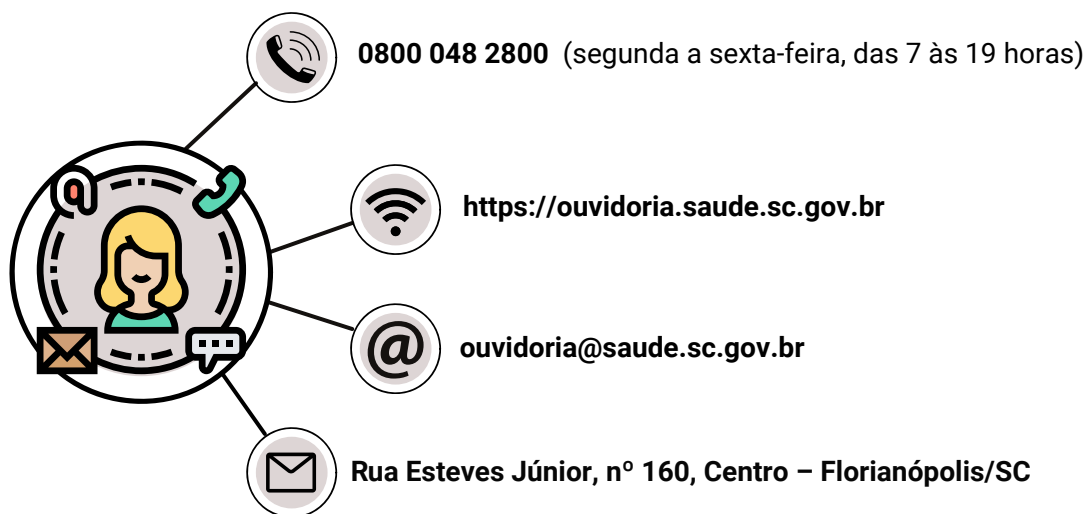 0800 048 2800 (segunda a sexta-feira, das 7 às 19 horas)
https://ouvidoria.saude.sc.gov.br
ouvidoria@saude.sc.gov.br
Rua Esteves Júnior, nº 160, Centro – Florianópolis/SC